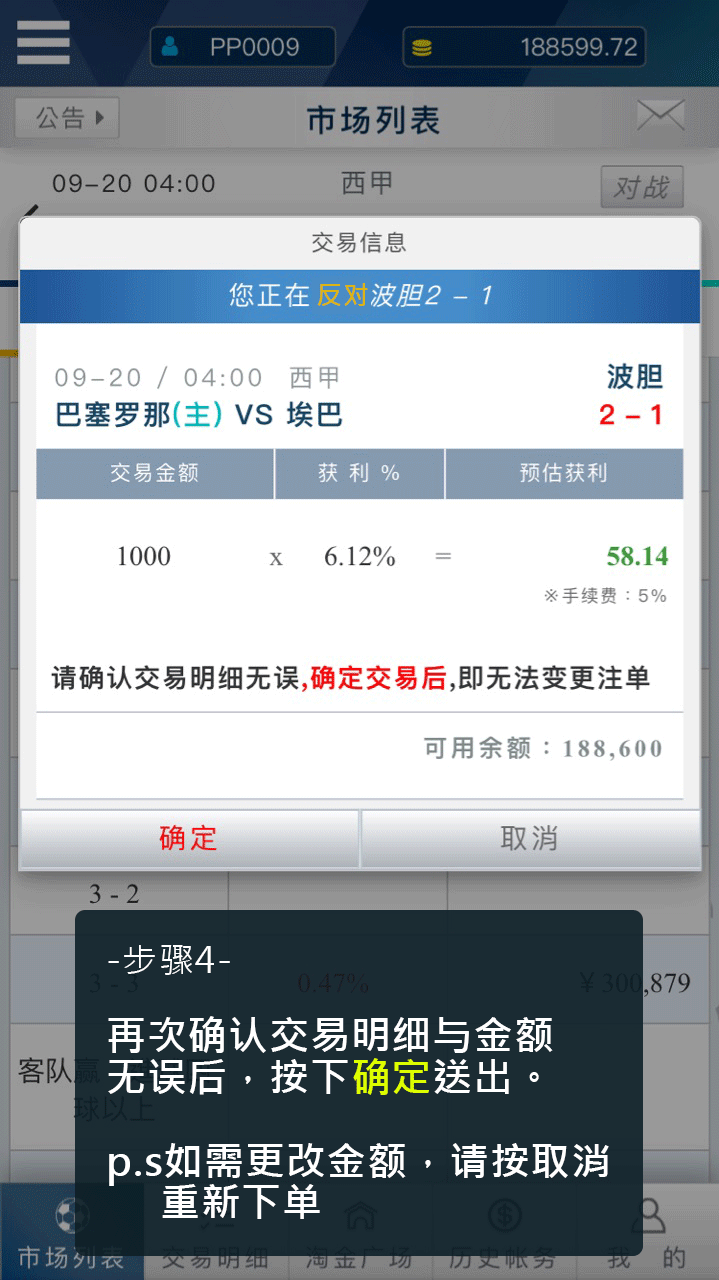 PP0009 188599.72
公告 市场列表
09-20 04:00 西甲 对战
交易信息
您正在反对波胆2 - 1
09-20 / 04:00 西甲 波胆
巴塞罗那(主) VS 埃巴 2 - 1
交易金额 获 利 % 预估获利
1000 x 6.12% = 58.14
※手续费：5%
请确认交易明细无误,确定交易后,即无法变更注单
可用余额：188,600
确定 取消
3 - 2
-步骤4-
3 - 3 0.47% ￥300,879
再次确认交易明细与金额
无误后，按下确定送出。
客队赢
球以上
p.s如需更改金额，请按取消
重新下单
市场列表 交易明细 淘金广场 历史帐务 我 的